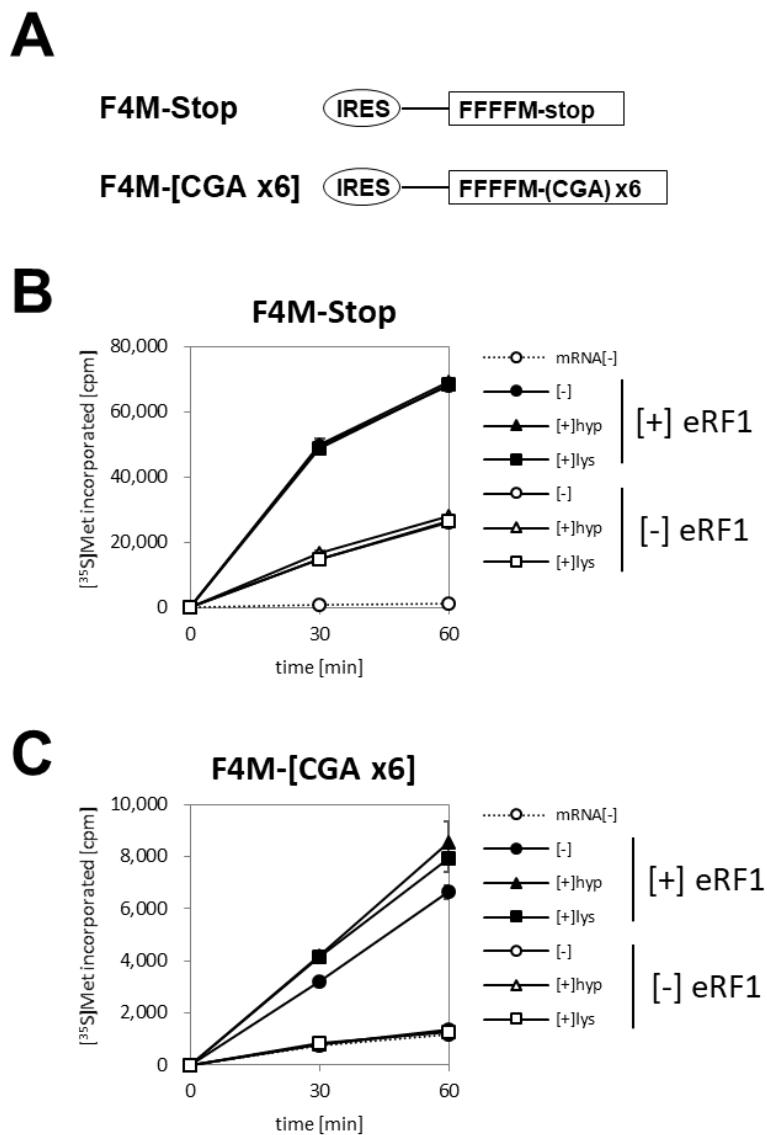 A
F4M-Stop IRES FFFFM-stop
F4M-[CGA x6] IRES FFFFM-(CGA) x6
B
F4M-Stop
[³⁵S]Met incorporated [cpm]
80,000
60,000
40,000
20,000
0
0 30 60
time [min]
mRNA[-]
[-]
[+]hyp
[+]lys
[+] eRF1
[-]
[+]hyp
[+]lys
[-] eRF1
C
F4M-[CGA x6]
[³⁵S]Met incorporated [cpm]
10,000
8,000
6,000
4,000
2,000
0
0 30 60
time [min]
mRNA[-]
[-]
[+]hyp
[+]lys
[+] eRF1
[-]
[+]hyp
[+]lys
[-] eRF1